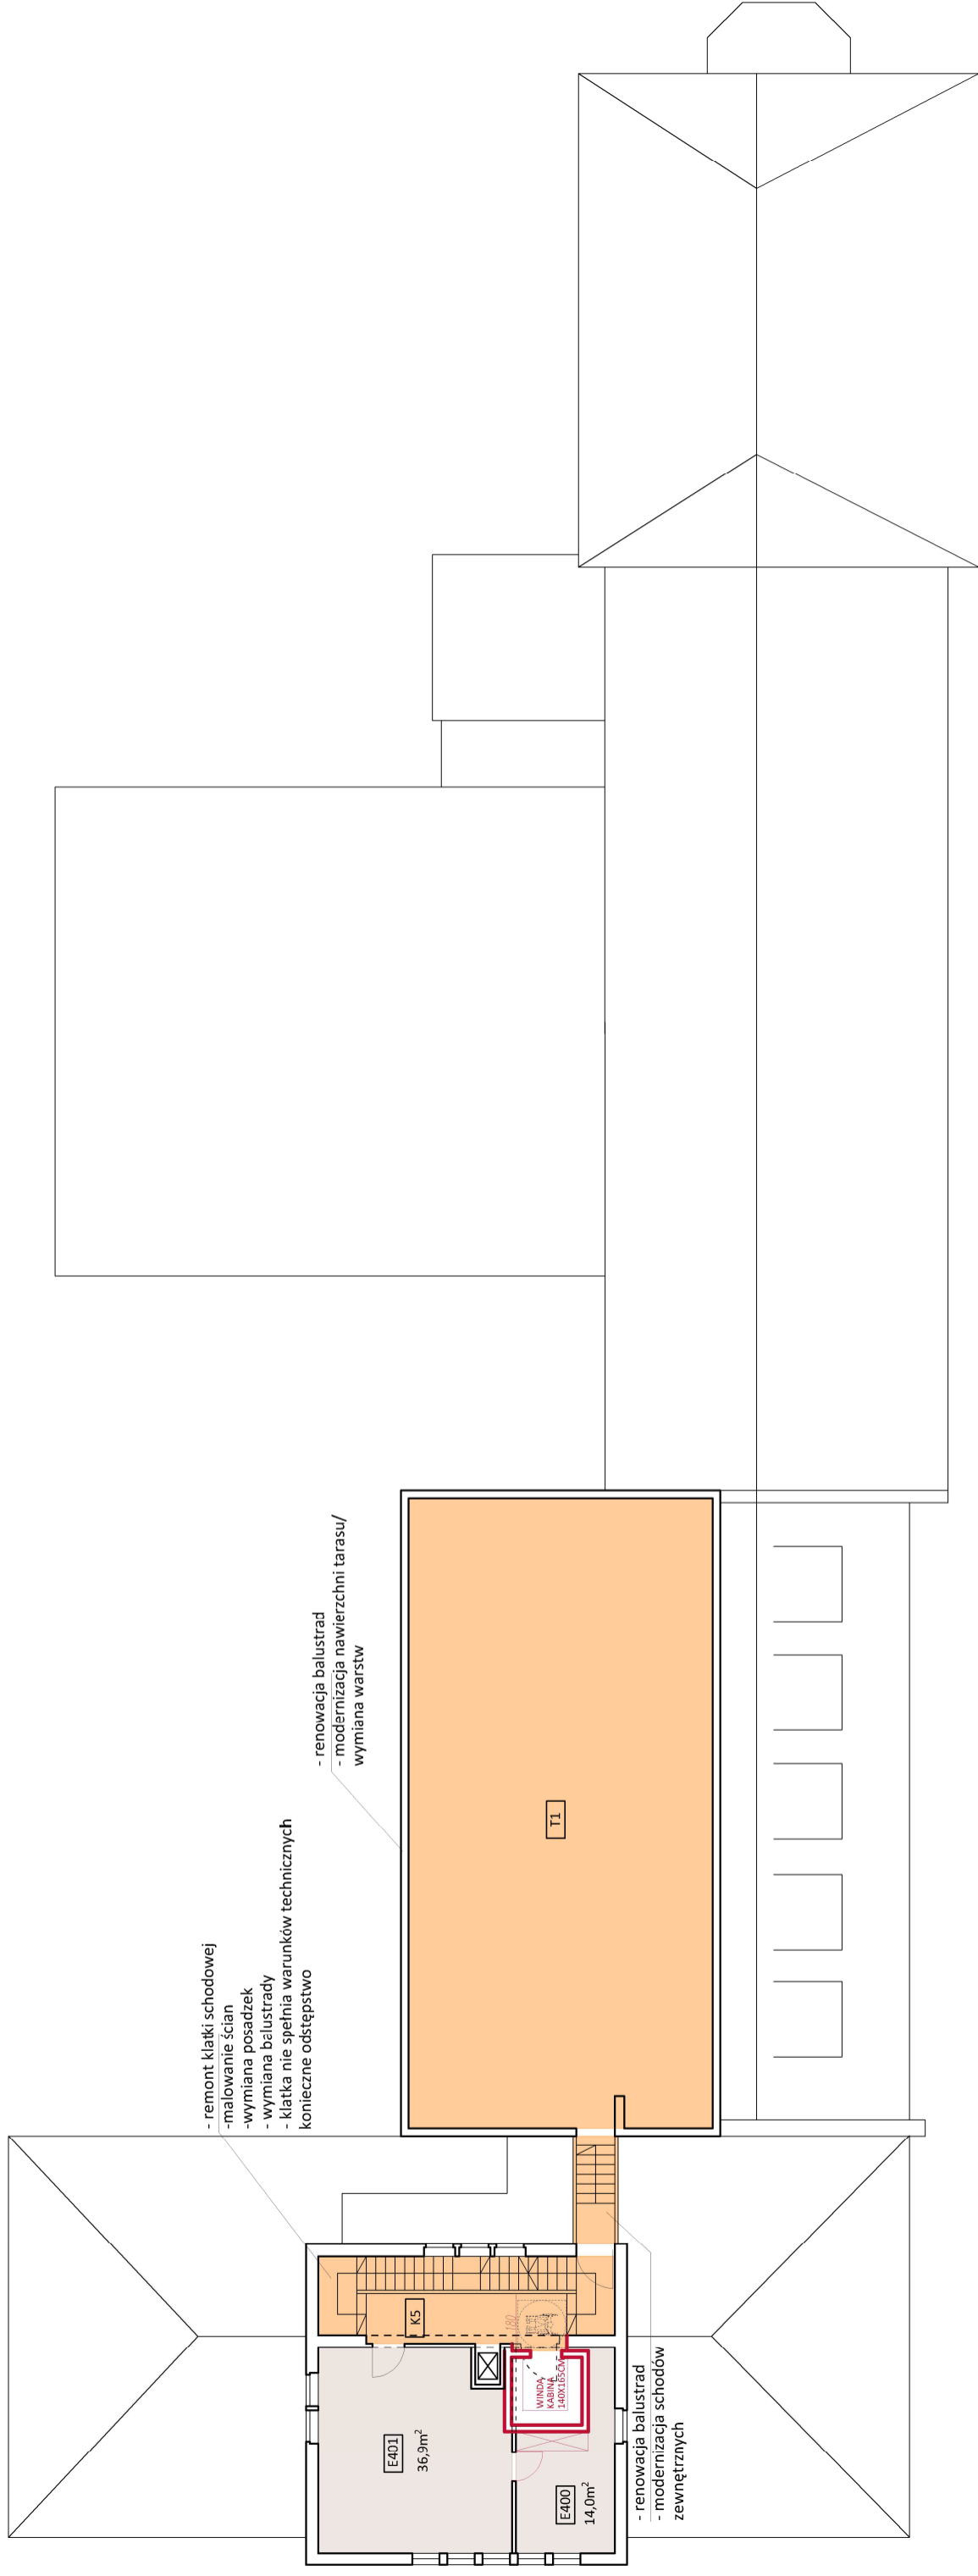 - remont klatki schodowej
-malowanie ścian
-wymiana posadzek
- wymiana balustrady
- klatka nie spełnia warunków technicznych
konieczne odstępstwo
- renowacja balustrad
- modernizacja nawierzchni tarasu/
wymiana warstw
T1
K5
180
WINDA
KABINA
140X165CM
E401
36,9m²
E400
14,0m²
- renowacja balustrad
- modernizacja schodów
zewnętrznych